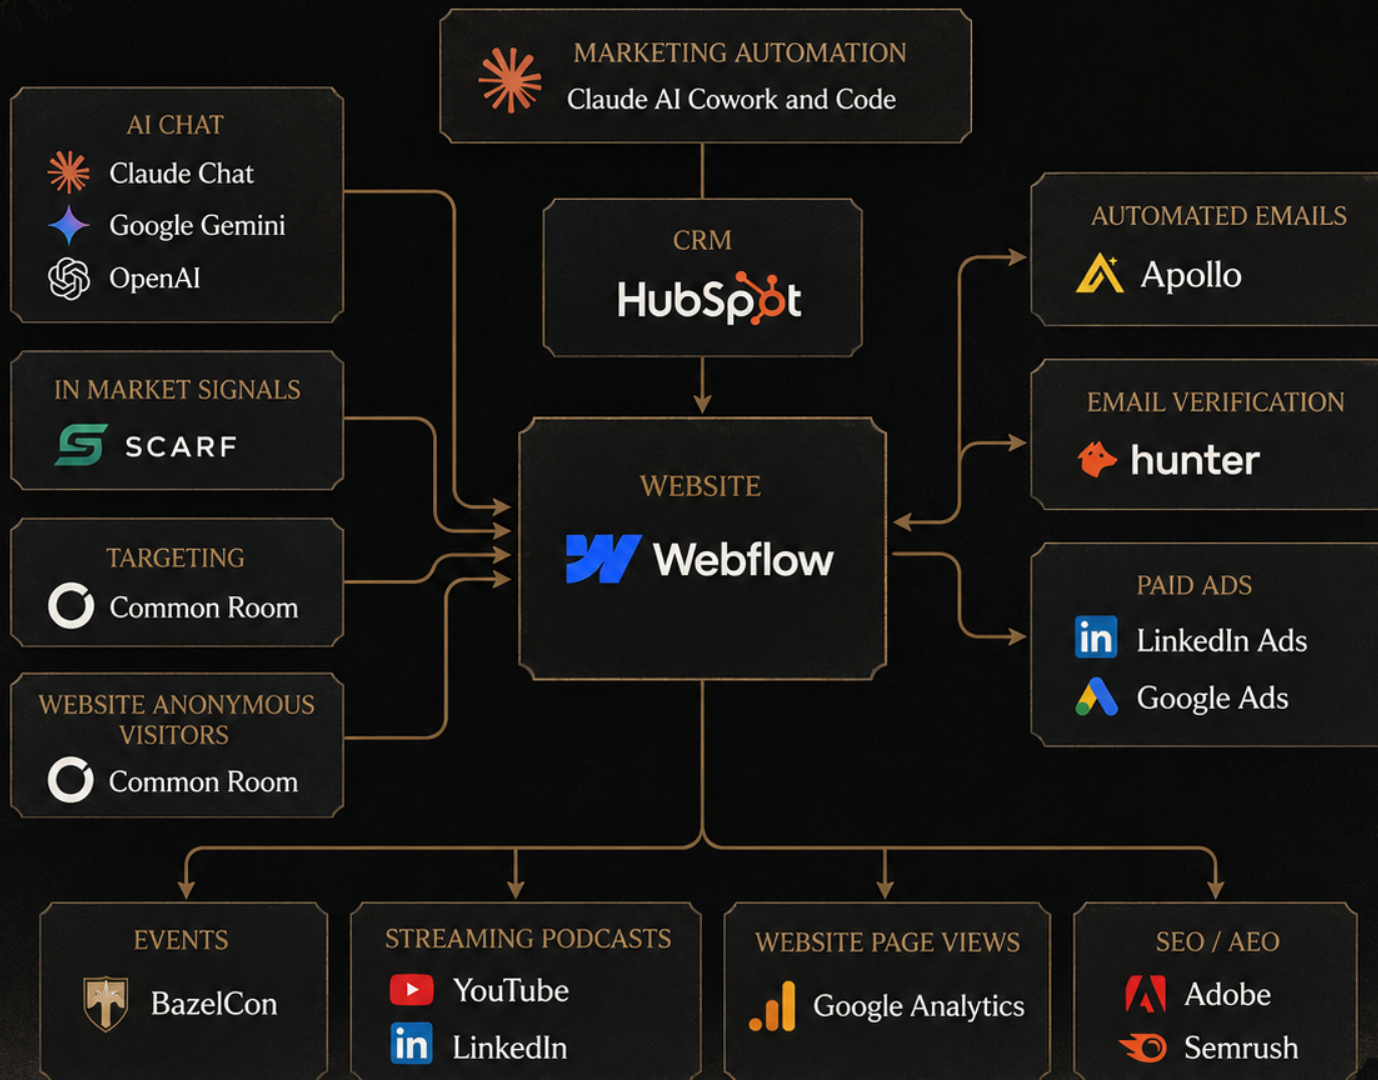 MARKETING AUTOMATION
Claude AI Cowork and Code
AI CHAT
Claude Chat
Google Gemini
OpenAI
CRM
HubSpot
AUTOMATED EMAILS
Apollo
IN MARKET SIGNALS
SCARF
EMAIL VERIFICATION
hunter
WEBSITE
Webflow
TARGETING
Common Room
PAID ADS
in
LinkedIn Ads
Google Ads
WEBSITE ANONYMOUS
VISITORS
Common Room
EVENTS
BazelCon
STREAMING PODCASTS
YouTube
in
LinkedIn
WEBSITE PAGE VIEWS
Google Analytics
SEO / AEO
Adobe
Semrush